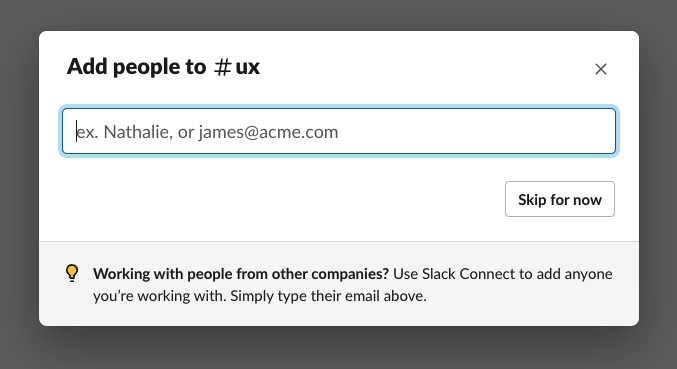 Add people to # ux
ex. Nathalie, or james@acme.com
Skip for now
Working with people from other companies? Use Slack Connect to add anyone
you’re working with. Simply type their email above.